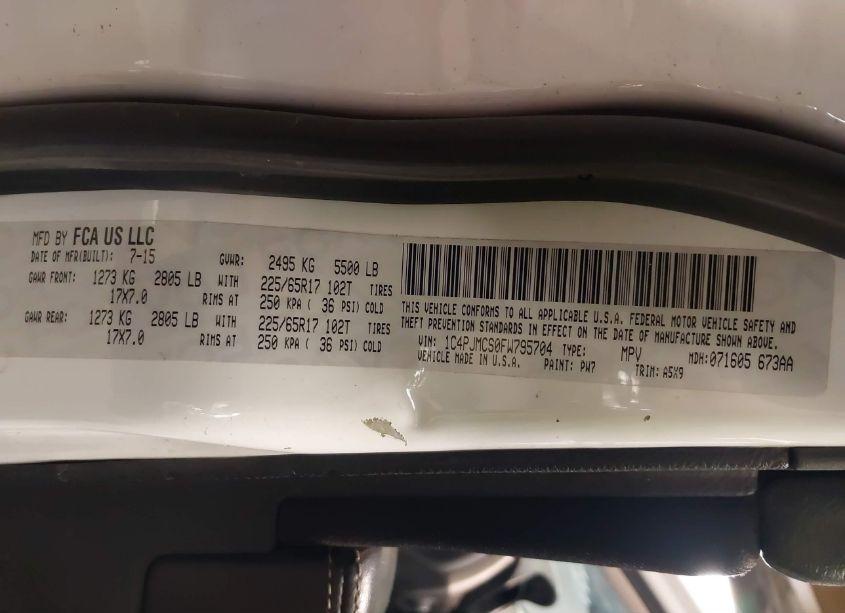 MFD BY FCA US LLC
DATE OF MFR(BUILT): 7-15 GVWR: 2495 KG 5500 LB
GAWR FRONT: 1273 KG 2805 LB WITH 225/65R17 102T TIRES
17X7.0 RIMS AT 250 KPA ( 36 PSI) COLD
GAWR REAR: 1273 KG 2805 LB WITH 225/65R17 102T TIRES
17X7.0 RIMS AT 250 KPA ( 36 PSI) COLD
THIS VEHICLE CONFORMS TO ALL APPLICABLE U.S.A. FEDERAL MOTOR VEHICLE SAFETY AND
THEFT PREVENTION STANDARDS IN EFFECT ON THE DATE OF MANUFACTURE SHOWN ABOVE.
VIN: 1C4PJMCS0FW795704 TYPE: MPV MDH: 071605 673AA
VEHICLE MADE IN U.S.A. PAINT: PW7 TRIM: A5X9